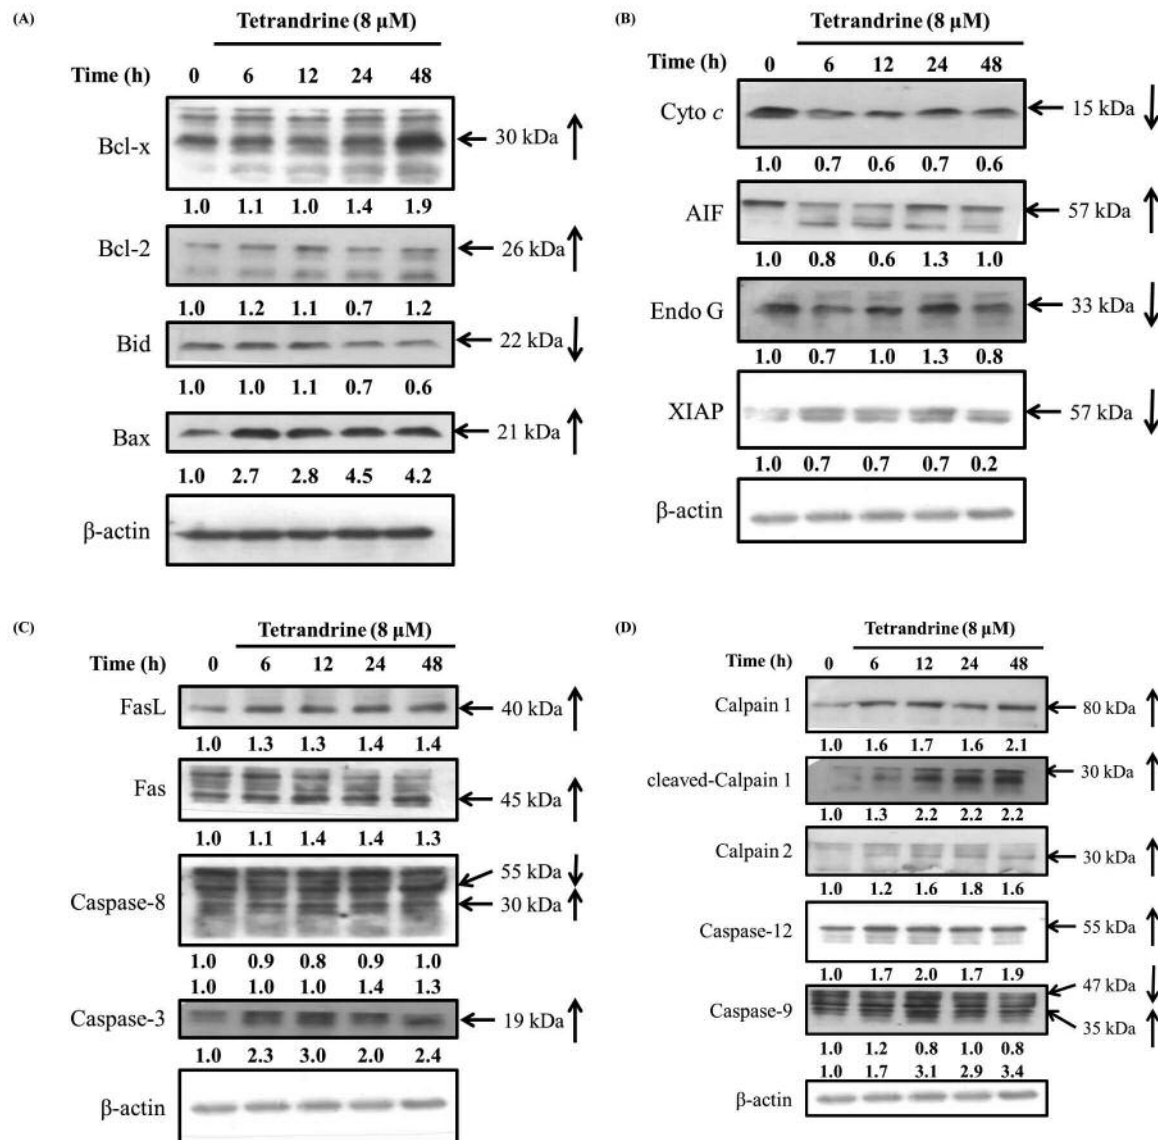 (A)
Tetrandrine (8 μM)
Time (h) 0 6 12 24 48
Bcl-x 30 kDa
1.0 1.1 1.0 1.4 1.9
Bcl-2 26 kDa
1.0 1.2 1.1 0.7 1.2
Bid 22 kDa
1.0 1.0 1.1 0.7 0.6
Bax 21 kDa
1.0 2.7 2.8 4.5 4.2
β-actin
(B)
Tetrandrine (8 μM)
Time (h) 0 6 12 24 48
Cyto c 15 kDa
1.0 0.7 0.6 0.7 0.6
AIF 57 kDa
1.0 0.8 0.6 1.3 1.0
Endo G 33 kDa
1.0 0.7 1.0 1.3 0.8
XIAP 57 kDa
1.0 0.7 0.7 0.7 0.2
β-actin
(C)
Tetrandrine (8 μM)
Time (h) 0 6 12 24 48
FasL 40 kDa
1.0 1.3 1.3 1.4 1.4
Fas 45 kDa
1.0 1.1 1.4 1.4 1.3
55 kDa
Caspase-8 30 kDa
1.0 0.9 0.8 0.9 1.0
1.0 1.0 1.0 1.4 1.3
Caspase-3 19 kDa
1.0 2.3 3.0 2.0 2.4
β-actin
(D)
Tetrandrine (8 μM)
Time (h) 0 6 12 24 48
Calpain 1 80 kDa
1.0 1.6 1.7 1.6 2.1
cleaved-Calpain 1 30 kDa
1.0 1.3 2.2 2.2 2.2
Calpain 2 30 kDa
1.0 1.2 1.6 1.8 1.6
Caspase-12 55 kDa
1.0 1.7 2.0 1.7 1.9
47 kDa
Caspase-9 35 kDa
1.0 1.2 0.8 1.0 0.8
1.0 1.7 3.1 2.9 3.4
β-actin